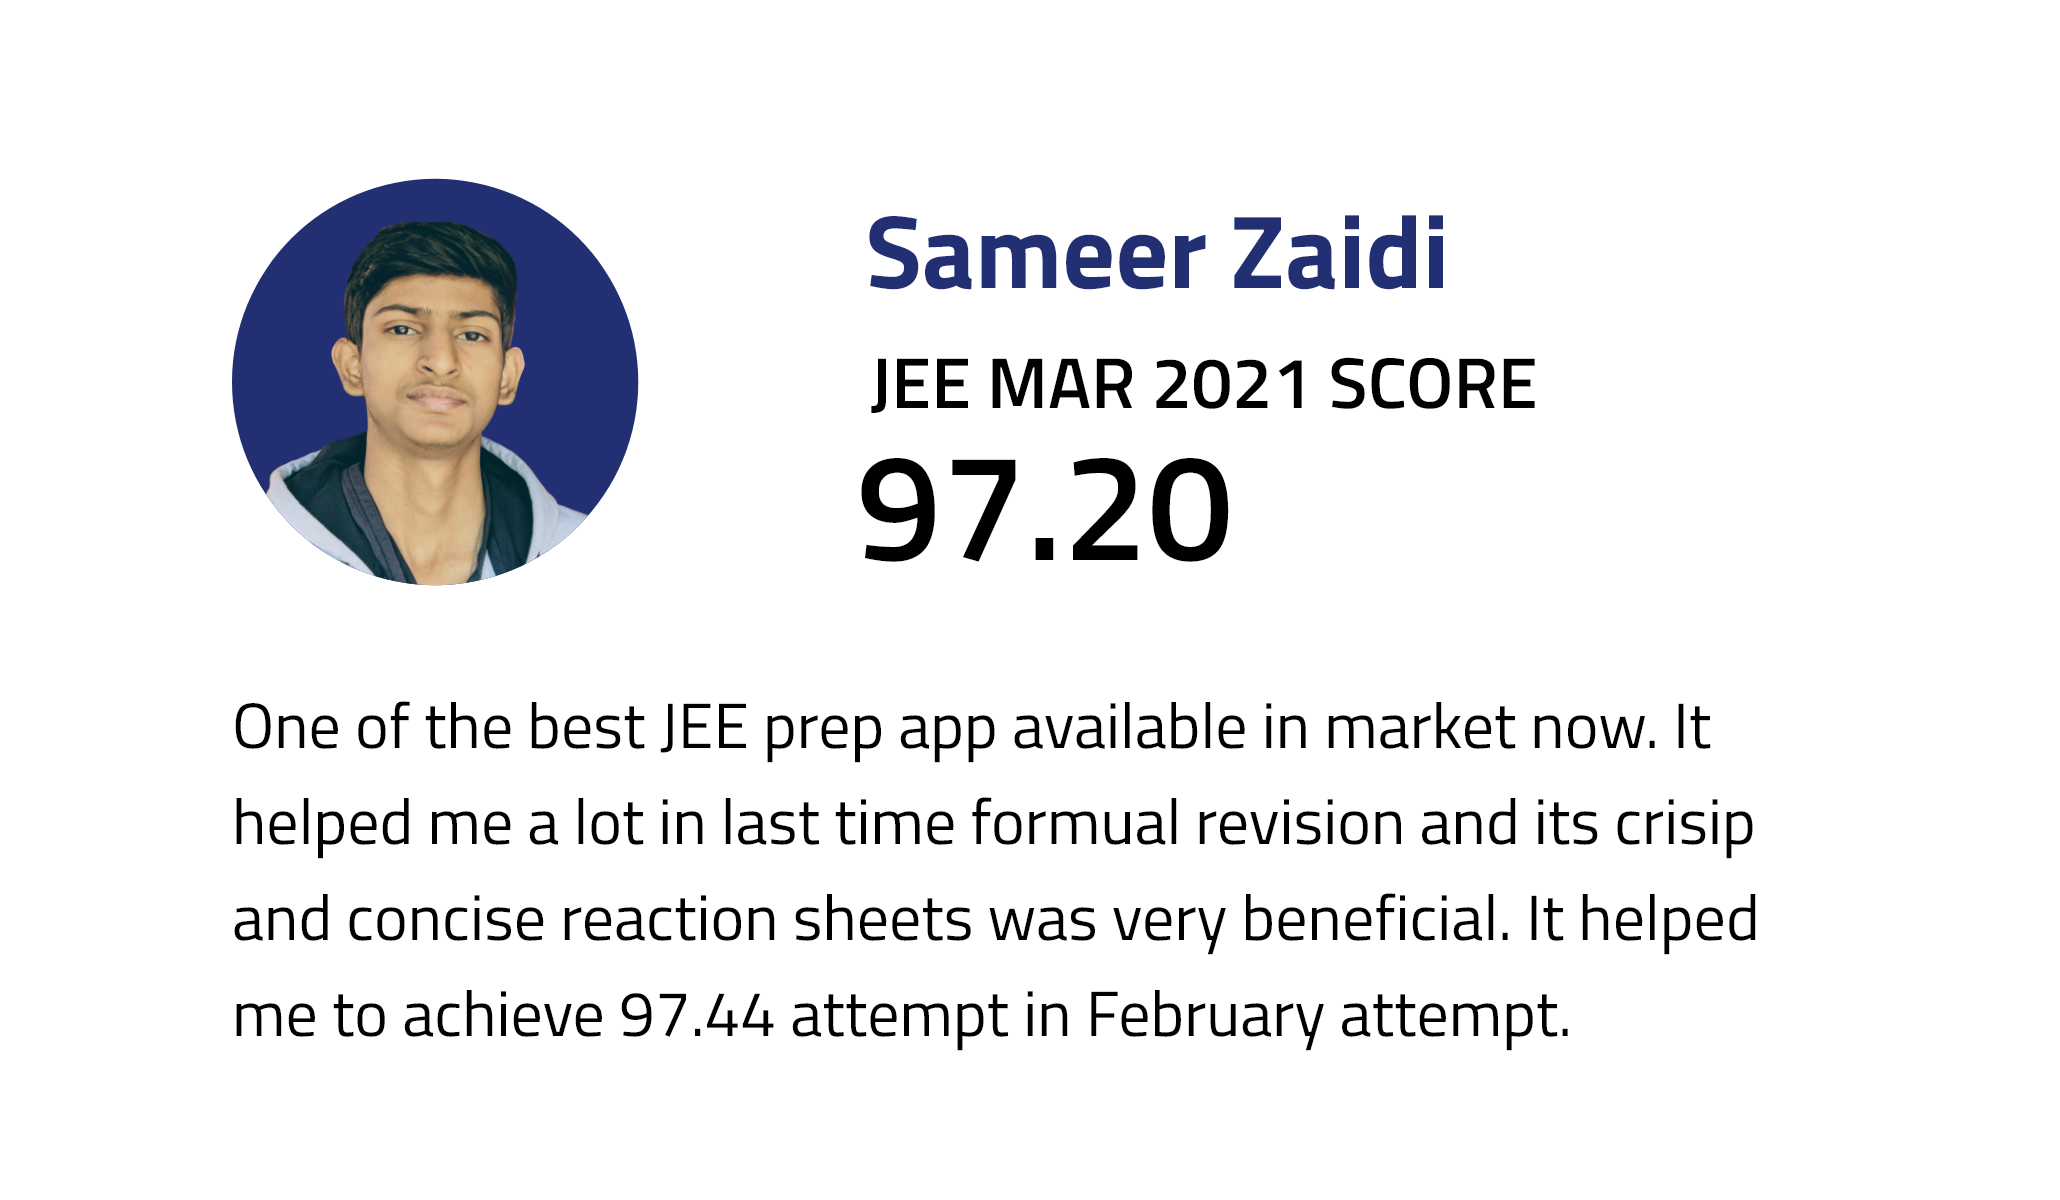 Sameer Zaidi
JEE MAR 2021 SCORE
97.20
One of the best JEE prep app available in market now. It
helped me a lot in last time formual revision and its crisip
and concise reaction sheets was very beneficial. It helped
me to achieve 97.44 attempt in February attempt.